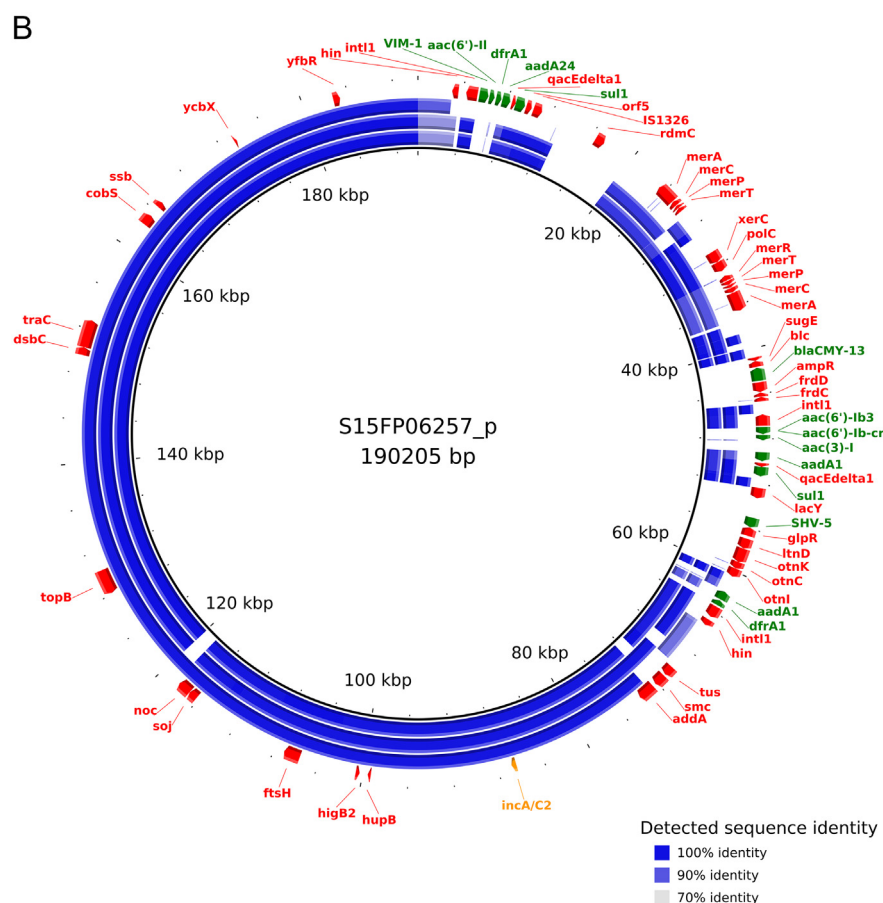 B
VIM-1
aac(6')-II
dfrA1
aadA24
qacEdelta1
sul1
orf5
IS1326
rdmC
intI1
hin
yfbR
ycbX
ssb
cobS
traC
dsbC
topB
noc
soj
ftsH
higB2
hupB
incA/C2
merA
merC
merP
merT
xerC
polC
merR
merT
merP
merC
merA
sugE
blc
blaCMY-13
ampR
frdD
frdC
intI1
aac(6')-Ib3
aac(6')-Ib-cr
aac(3)-I
aadA1
qacEdelta1
sul1
lacY
SHV-5
glpR
ltnD
otnK
otnC
otnI
aadA1
dfrA1
intI1
hin
tus
smc
addA
180 kbp
20 kbp
160 kbp
40 kbp
S15FP06257_p
190205 bp
140 kbp
60 kbp
120 kbp
80 kbp
100 kbp
Detected sequence identity
100% identity
90% identity
70% identity